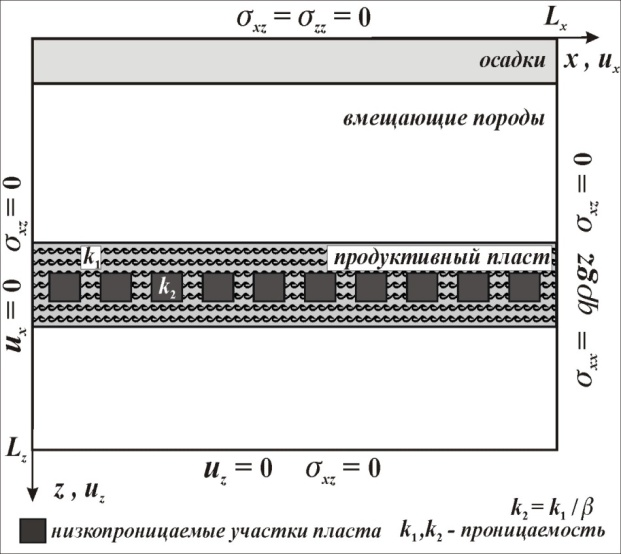 σxz = σzz = 0
Lx
x , ux
осадки
вмещающие породы
ux = 0 σxz = 0
k1
продуктивный пласт
k2
σxx = qρgz σxz = 0
Lz
uz = 0 σxz = 0
z , uz
k2 = k1 / β
низкопроницаемые участки пласта k1,k2 - проницаемость